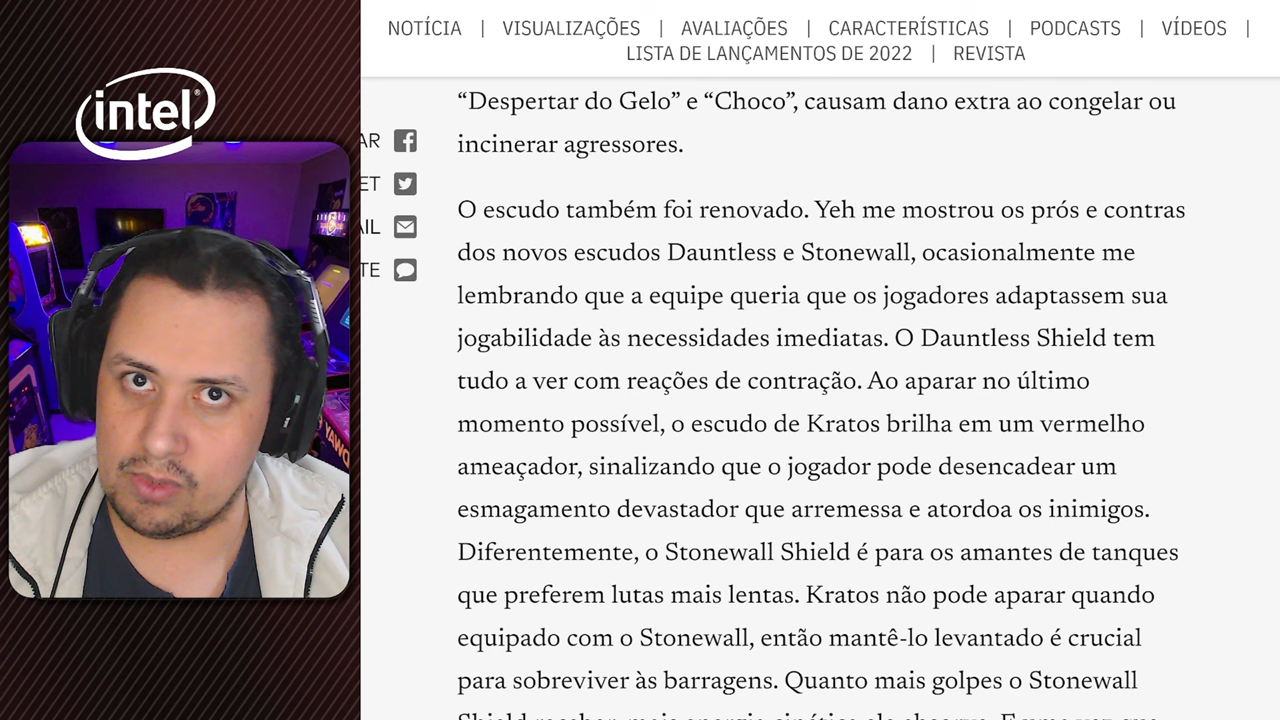 NOTÍCIA | VISUALIZAÇÕES | AVALIAÇÕES | CARACTERÍSTICAS | PODCASTS | VÍDEOS |
LISTA DE LANÇAMENTOS DE 2022 | REVISTA
intel
AR
ET
AIL
TE
“Despertar do Gelo” e “Choco”, causam dano extra ao congelar ou
incinerar agressores.
O escudo também foi renovado. Yeh me mostrou os prós e contras
dos novos escudos Dauntless e Stonewall, ocasionalmente me
lembrando que a equipe queria que os jogadores adaptassem sua
jogabilidade às necessidades imediatas. O Dauntless Shield tem
tudo a ver com reações de contração. Ao aparar no último
momento possível, o escudo de Kratos brilha em um vermelho
ameaçador, sinalizando que o jogador pode desencadear um
esmagamento devastador que arremessa e atordoa os inimigos.
Diferentemente, o Stonewall Shield é para os amantes de tanques
que preferem lutas mais lentas. Kratos não pode aparar quando
equipado com o Stonewall, então mantê-lo levantado é crucial
para sobreviver às barragens. Quanto mais golpes o Stonewall